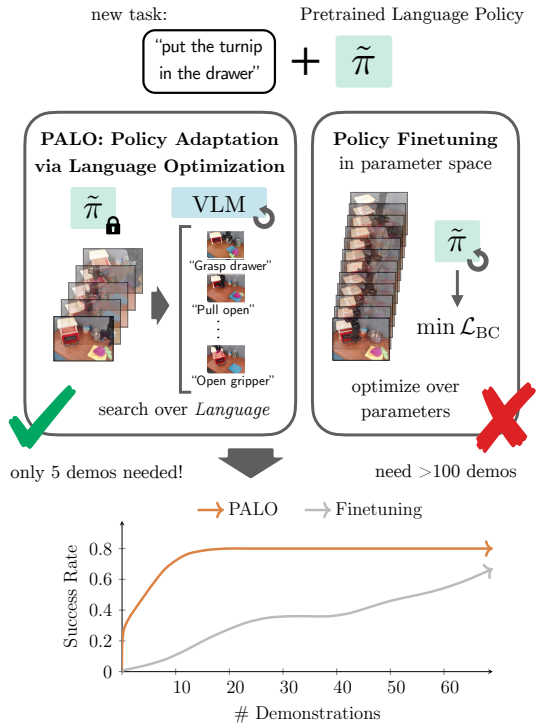 new task:
Pretrained Language Policy
“put the turnip
in the drawer”
+
π̃
PALO: Policy Adaptation
via Language Optimization
π̃
VLM
“Grasp drawer”
“Pull open”
⋮
“Open gripper”
search over Language
only 5 demos needed!
Policy Finetuning
in parameter space
π̃
min ℒBC
optimize over
parameters
need >100 demos
PALO
Finetuning
Success Rate
0.8
0.6
0.4
0.2
0
10 20 30 40 50 60
# Demonstrations